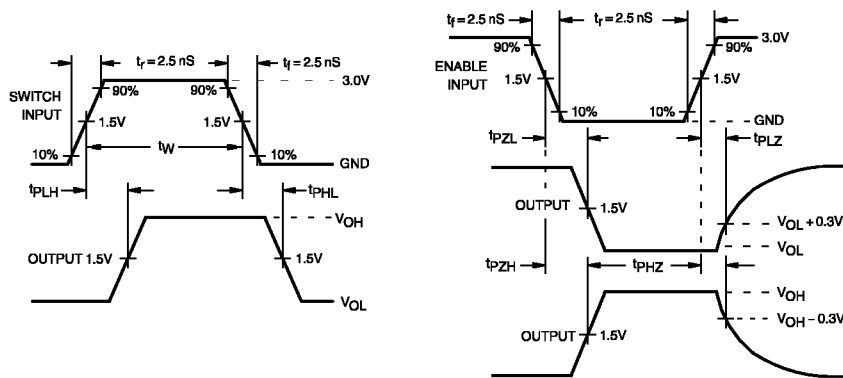 tr = 2.5 nS
tf = 2.5 nS
3.0V
SWITCH
INPUT
90%
90%
1.5V
1.5V
tW
10%
10%
GND
tPLH
tPHL
VOH
OUTPUT 1.5V
1.5V
VOL
tf = 2.5 nS
tr = 2.5 nS
3.0V
90%
90%
ENABLE
INPUT
1.5V
1.5V
10%
10%
GND
tPZL
tPLZ
OUTPUT
1.5V
VOL + 0.3V
VOL
tPZH
tPHZ
VOH
VOH – 0.3V
OUTPUT
1.5V